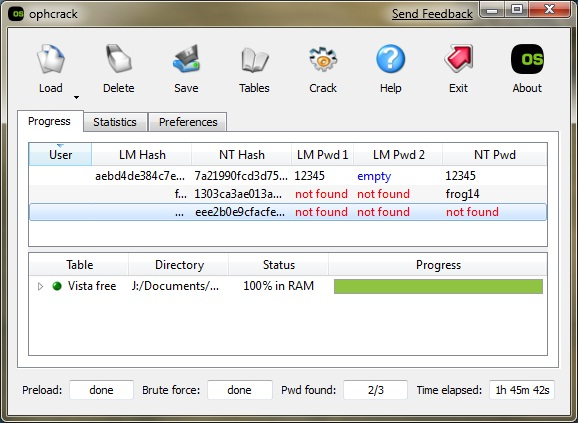 ophcrack Send Feedback
Load Delete Save Tables Crack Help Exit OS About
Progress Statistics Preferences
User LM Hash NT Hash LM Pwd 1 LM Pwd 2 NT Pwd
aebd4de384c7e... 7a21990fcd3d75... 12345 empty 12345
f... 1303ca3ae013a... not found not found frog14
... eee2b0e9cfacfe... not found not found not found
Table Directory Status Progress
Vista free J:/Documents/... 100% in RAM
Preload: done Brute force: done Pwd found: 2/3 Time elapsed: 1h 45m 42s